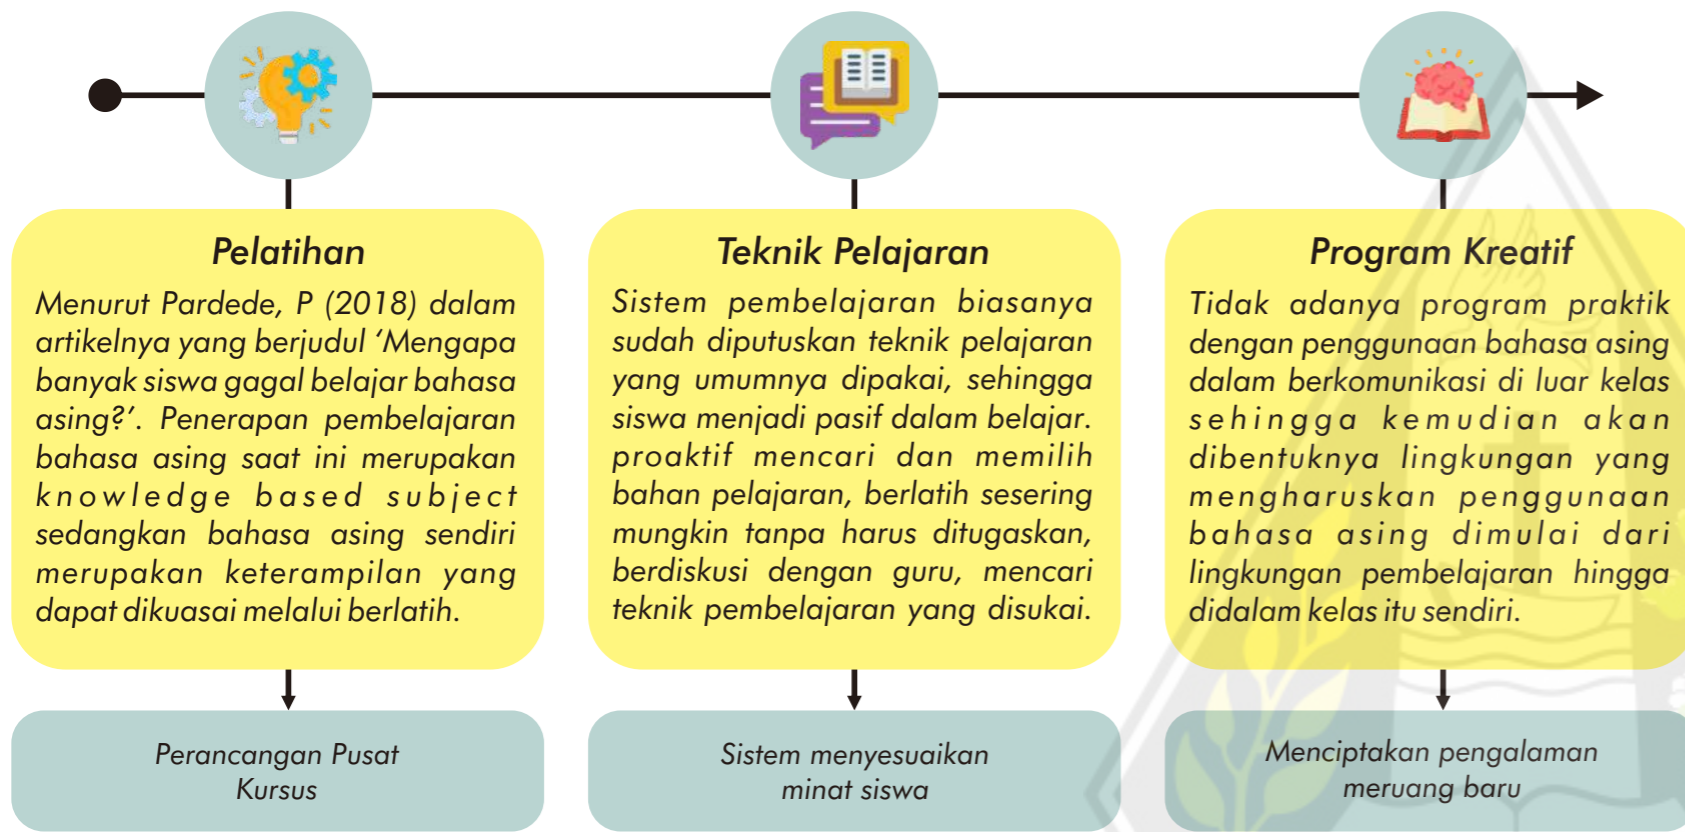 Pelatihan
Menurut Pardede, P (2018) dalam
artikelnya yang berjudul ‘Mengapa
banyak siswa gagal belajar bahasa
asing?’. Penerapan pembelajaran
bahasa asing saat ini merupakan
knowledge based subject
sedangkan bahasa asing sendiri
merupakan keterampilan yang
dapat dikuasai melalui berlatih.
Perancangan Pusat
Kursus
Teknik Pelajaran
Sistem pembelajaran biasanya
sudah diputuskan teknik pelajaran
yang umumnya dipakai, sehingga
siswa menjadi pasif dalam belajar.
proaktif mencari dan memilih
bahan pelajaran, berlatih sesering
mungkin tanpa harus ditugaskan,
berdiskusi dengan guru, mencari
teknik pembelajaran yang disukai.
Sistem menyesuaikan
minat siswa
Program Kreatif
Tidak adanya program praktik
dengan penggunaan bahasa asing
dalam berkomunikasi di luar kelas
sehingga kemudian akan
dibentuknya lingkungan yang
mengharuskan penggunaan
bahasa asing dimulai dari
lingkungan pembelajaran hingga
didalam kelas itu sendiri.
Menciptakan pengalaman
meruang baru